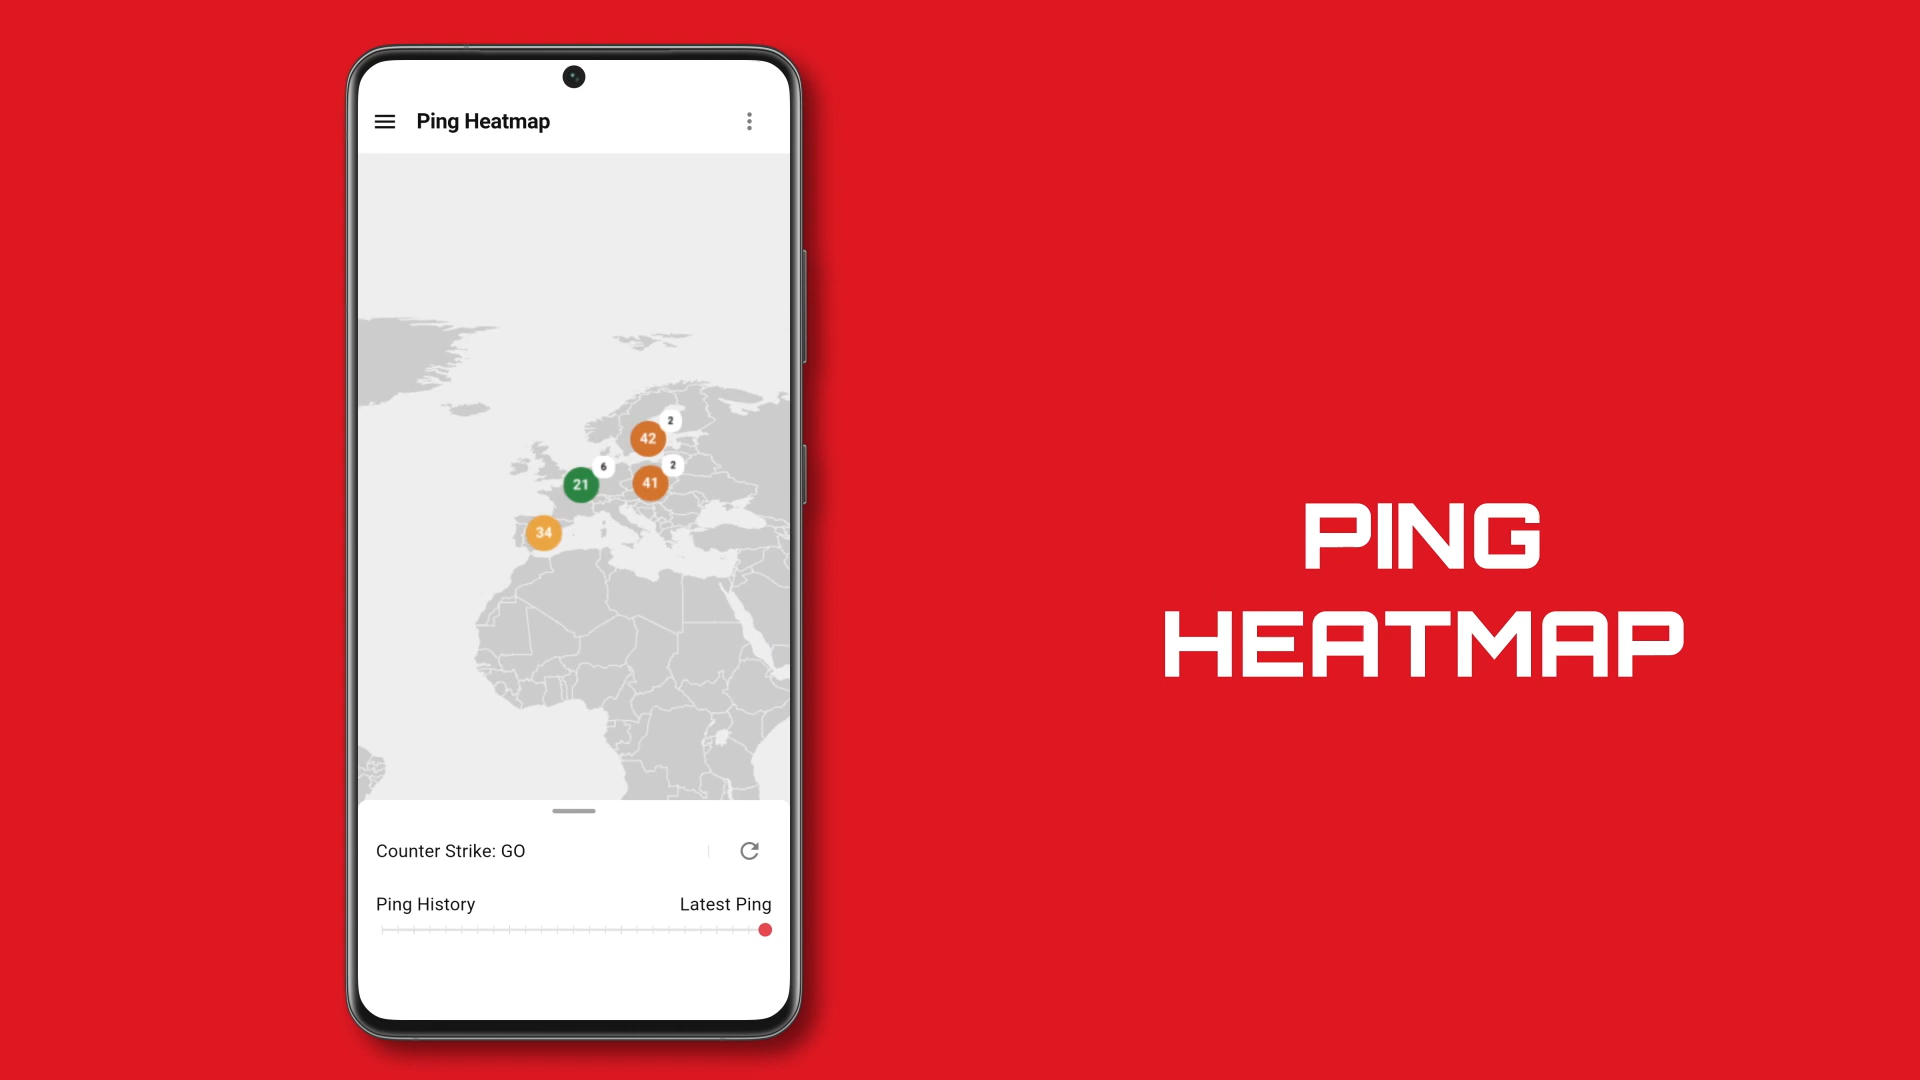 Ping Heatmap
2
42
6
2
21
41
34
Counter Strike: GO
Ping History
Latest Ping
PING
HEATMAP